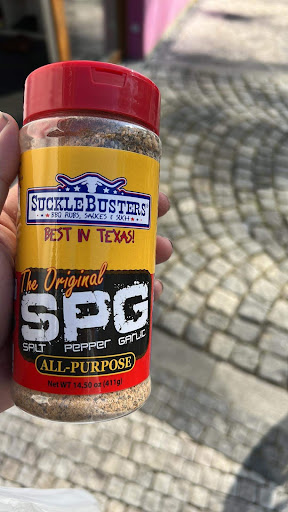 SUCKLEBUSTERS
BBQ RUBS, SAUCES & SUCH
BEST IN TEXAS!
The Original
SPG
SALT PEPPER GARLIC
ALL-PURPOSE
Net WT 14.50 oz (411g)